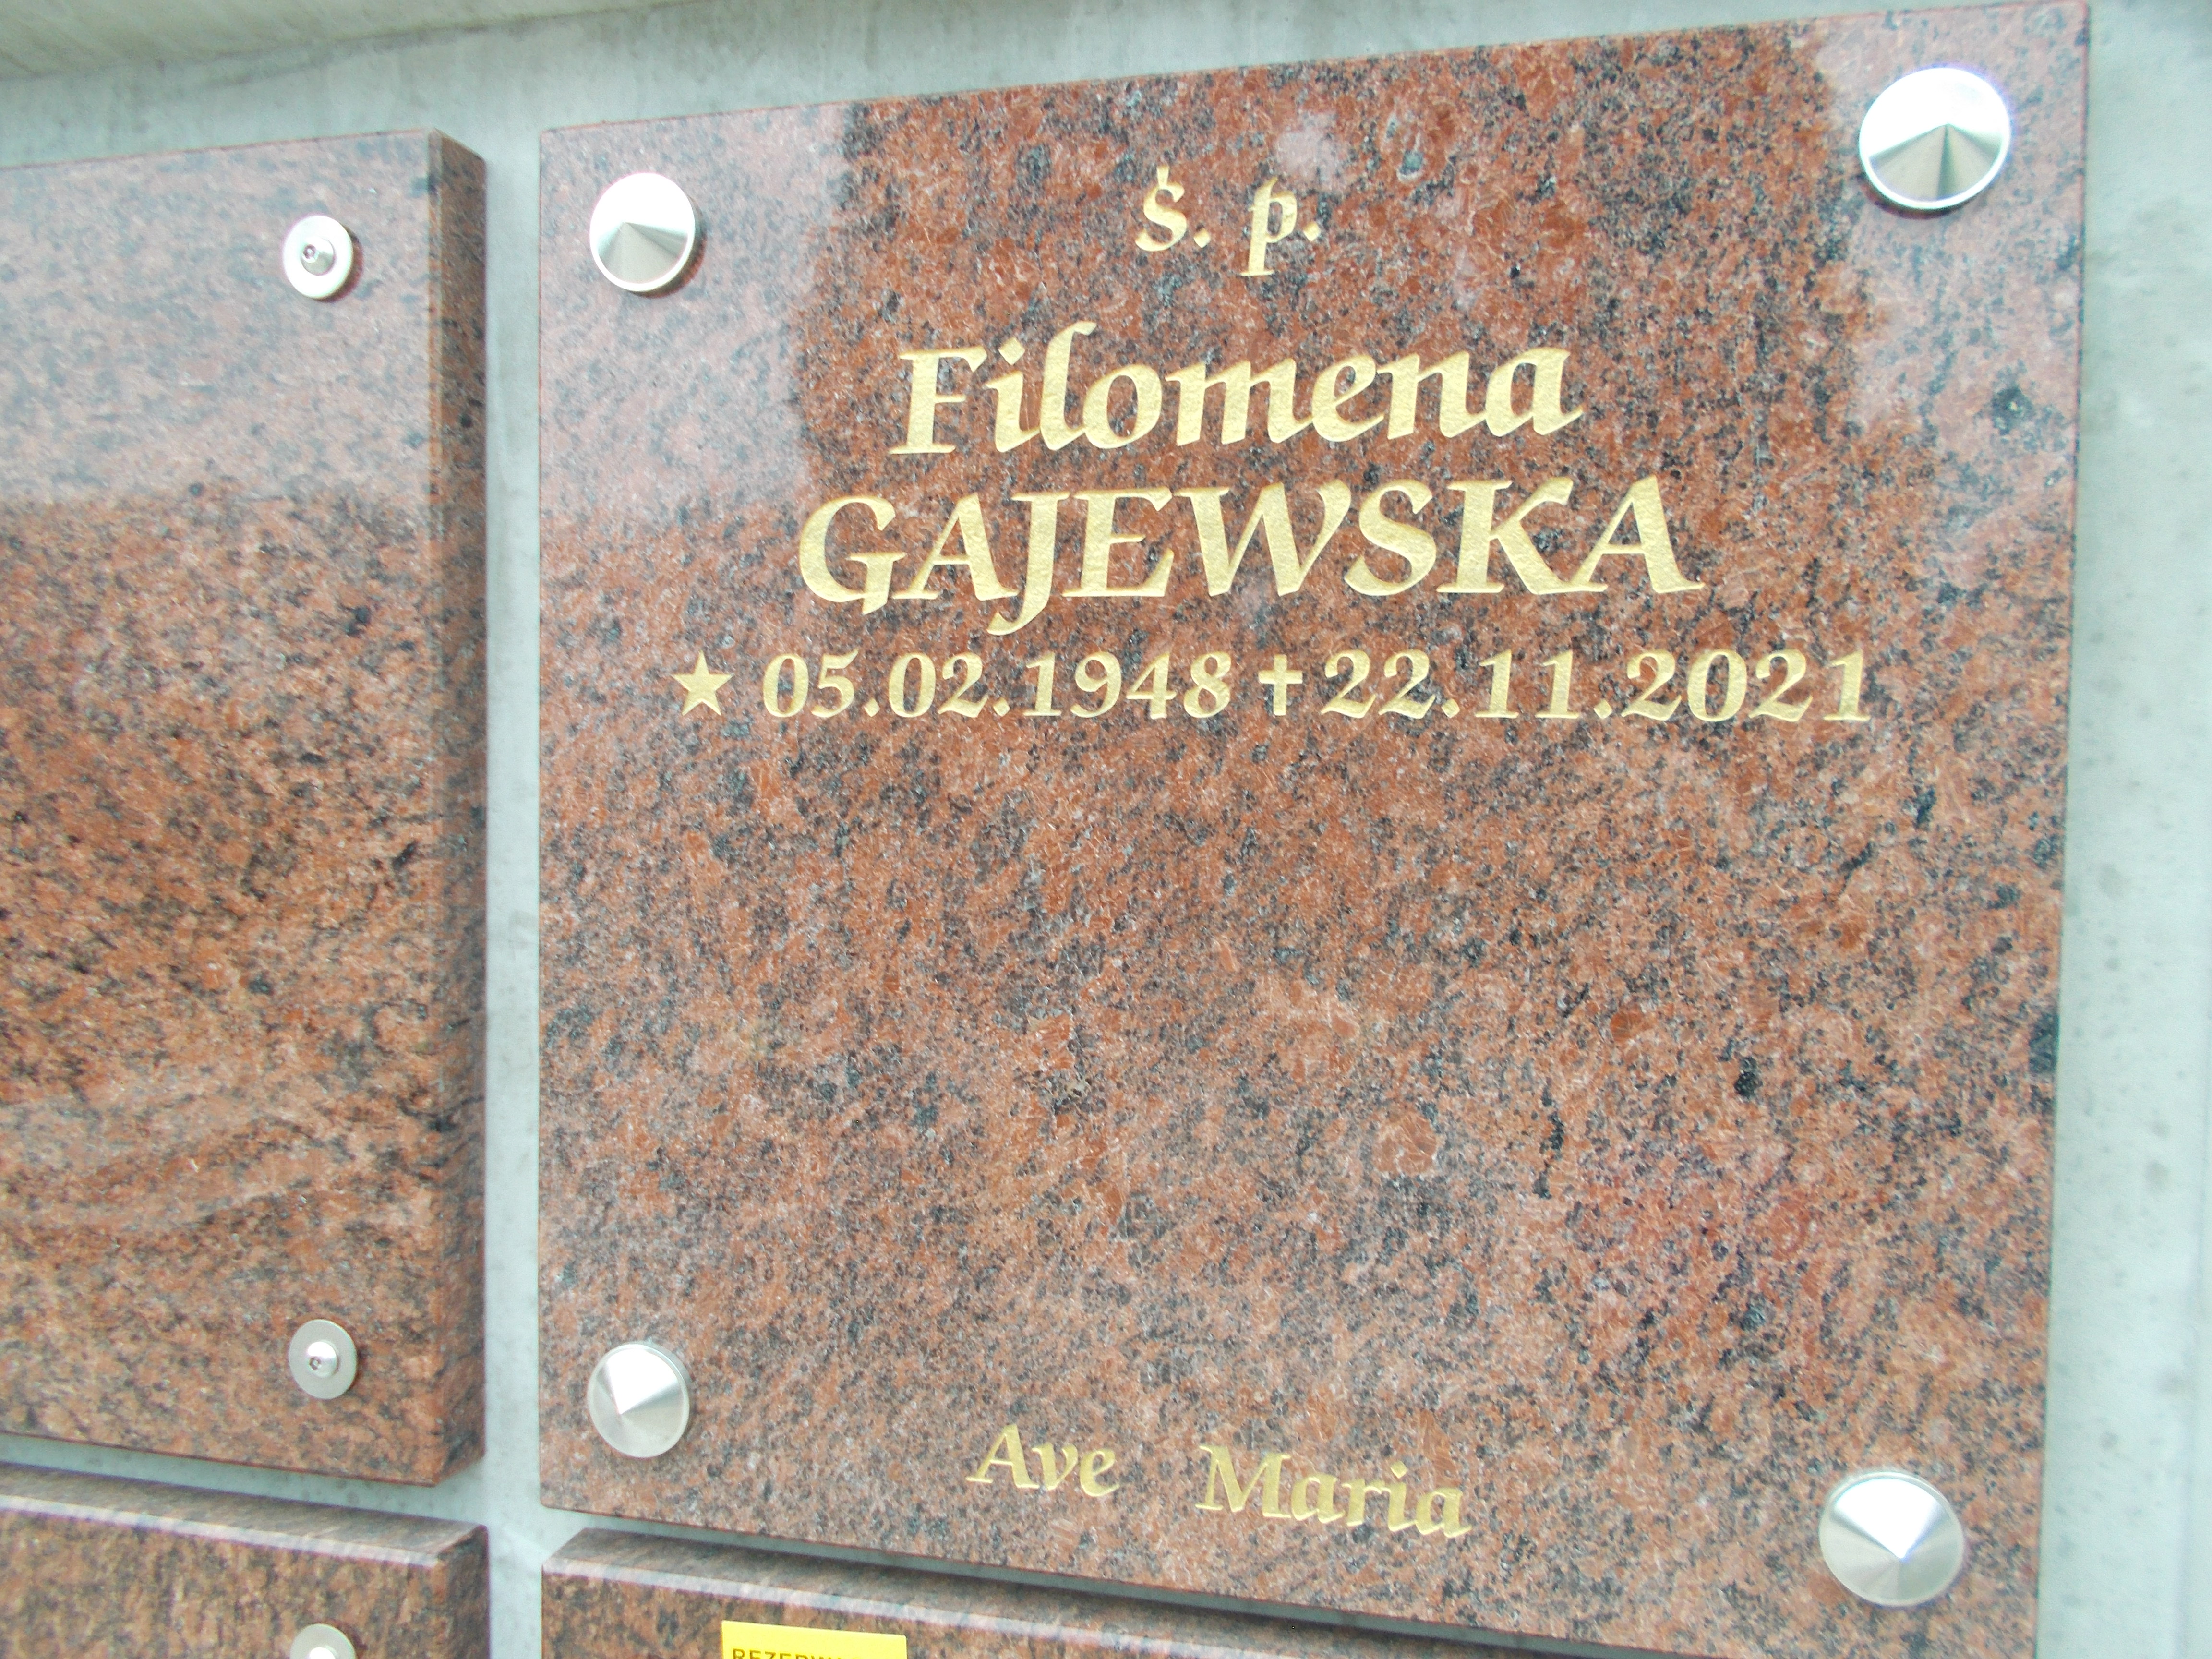 ś. p.
Filomena
GAJEWSKA
★ 05.02.1948 ✝ 22.11.2021
Ave Maria